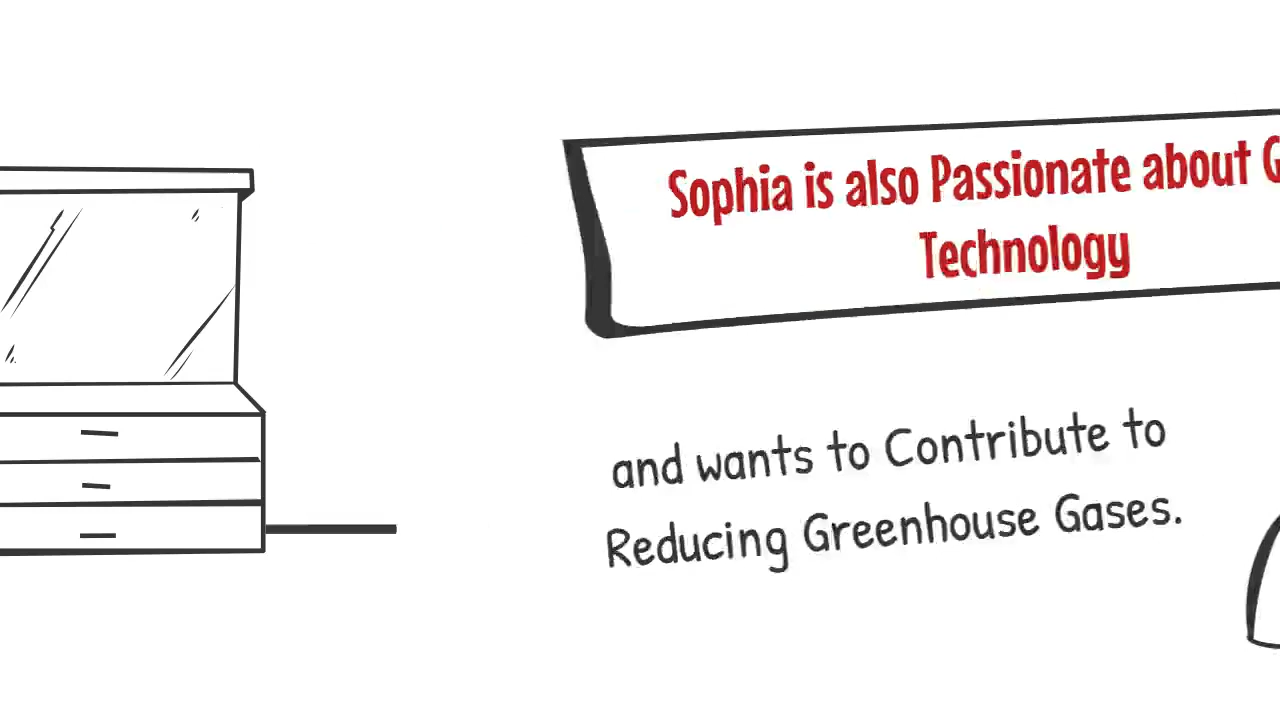 Sophia is also Passionate about G
Technology
and wants to Contribute to
Reducing Greenhouse Gases.